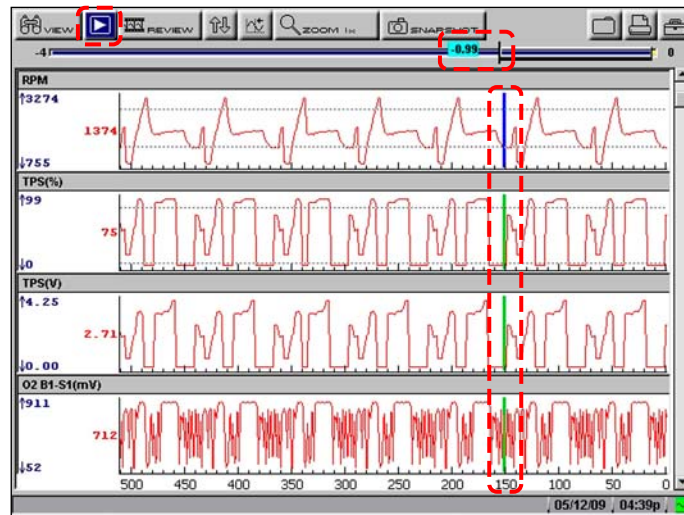 VIEW REVIEW ZOOM 1x SNAPSHOT
-4 -0.99 0
RPM
↑3274
1374
↓755
TPS(%)
↑99
75
↓0
TPS(V)
↑4.25
2.71
↓0.00
O2 B1-S1(mV)
↑911
712
↓52
500 450 400 350 300 250 200 150 100 50 0
05/12/09 04:39p